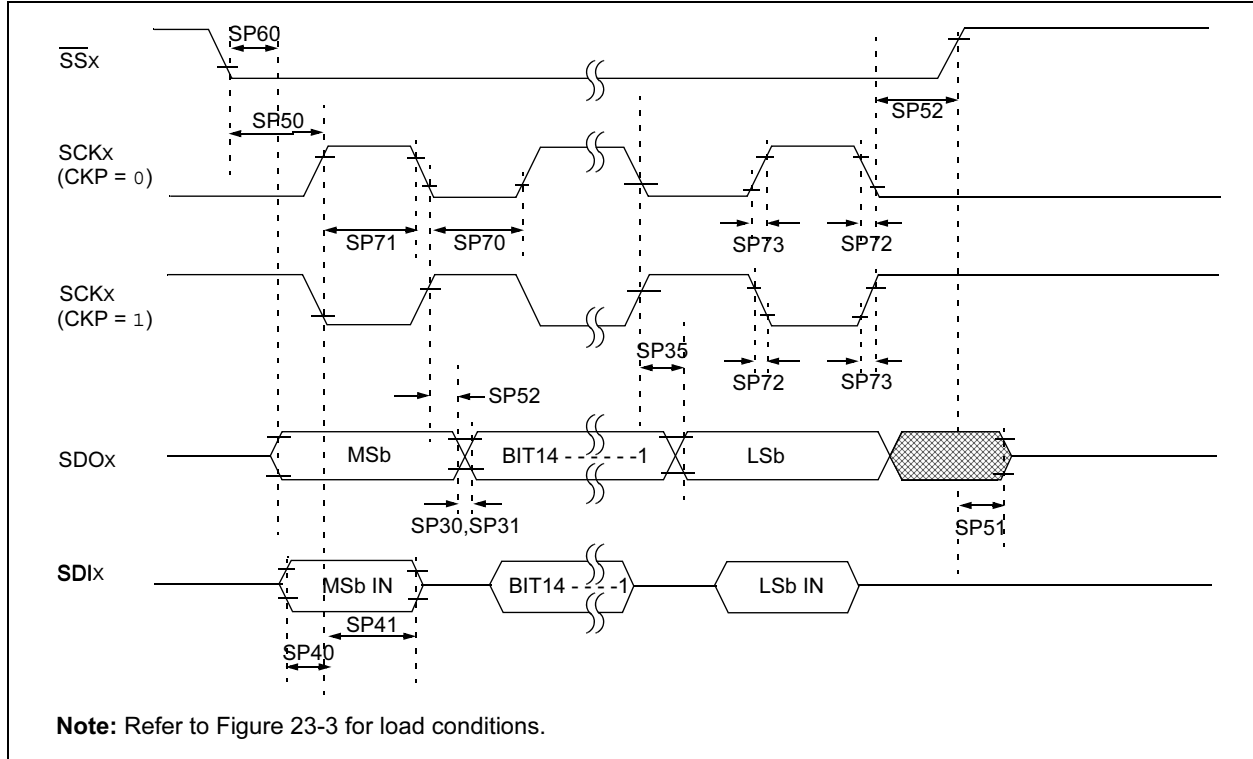 SP60
SSx
SP52
SP50
SCKx
(CKP = 0)
SP71
SP70
SP73
SP72
SCKx
(CKP = 1)
SP35
SP72
SP73
SP52
SDOx
MSb
BIT14 - - - - - -1
LSb
SP30,SP31
SP51
SDIx
MSb IN
BIT14 - - - -1
LSb IN
SP41
SP40
Note: Refer to Figure 23-3 for load conditions.